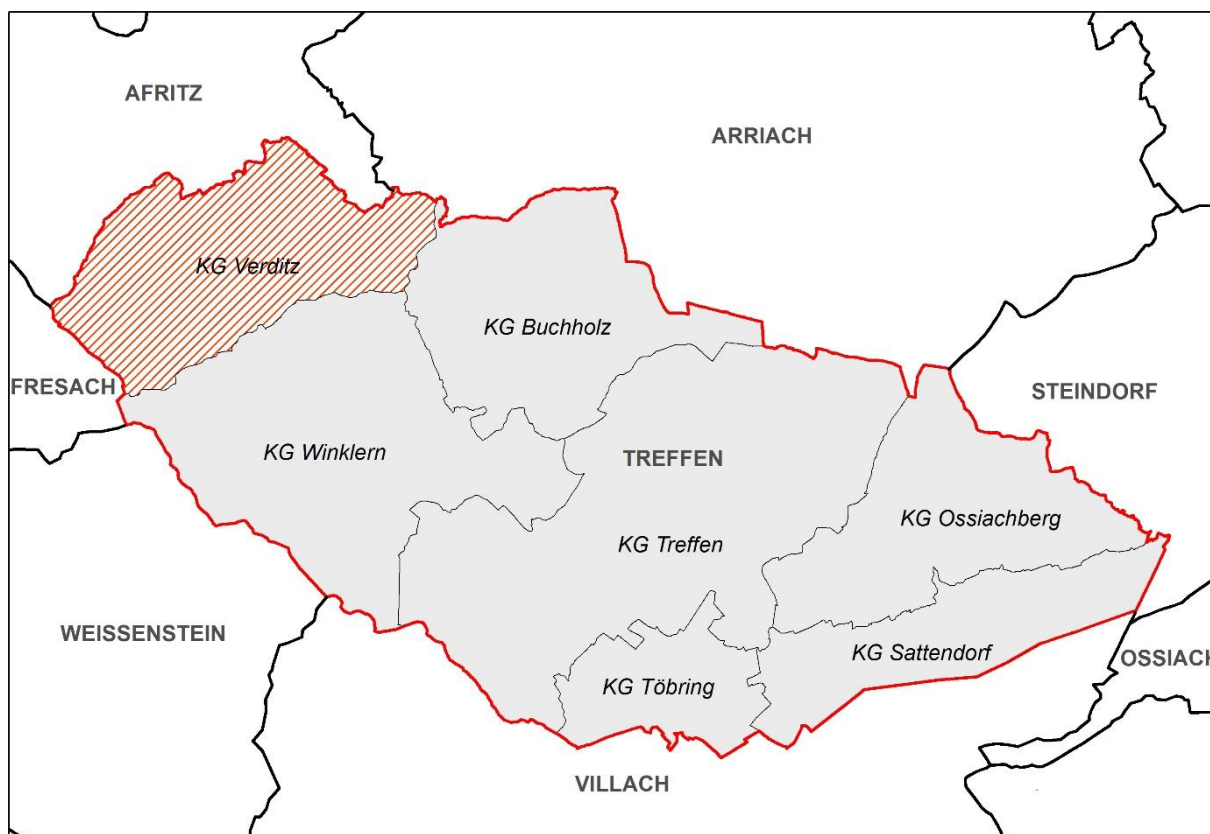 AFRITZ
ARRIACH
KG Verditz
KG Buchholz
FRESACH
STEINDORF
KG Winklern
TREFFEN
KG Ossiachberg
KG Treffen
WEISSENSTEIN
KG Sattendorf
OSSIACH
KG Töbring
VILLACH